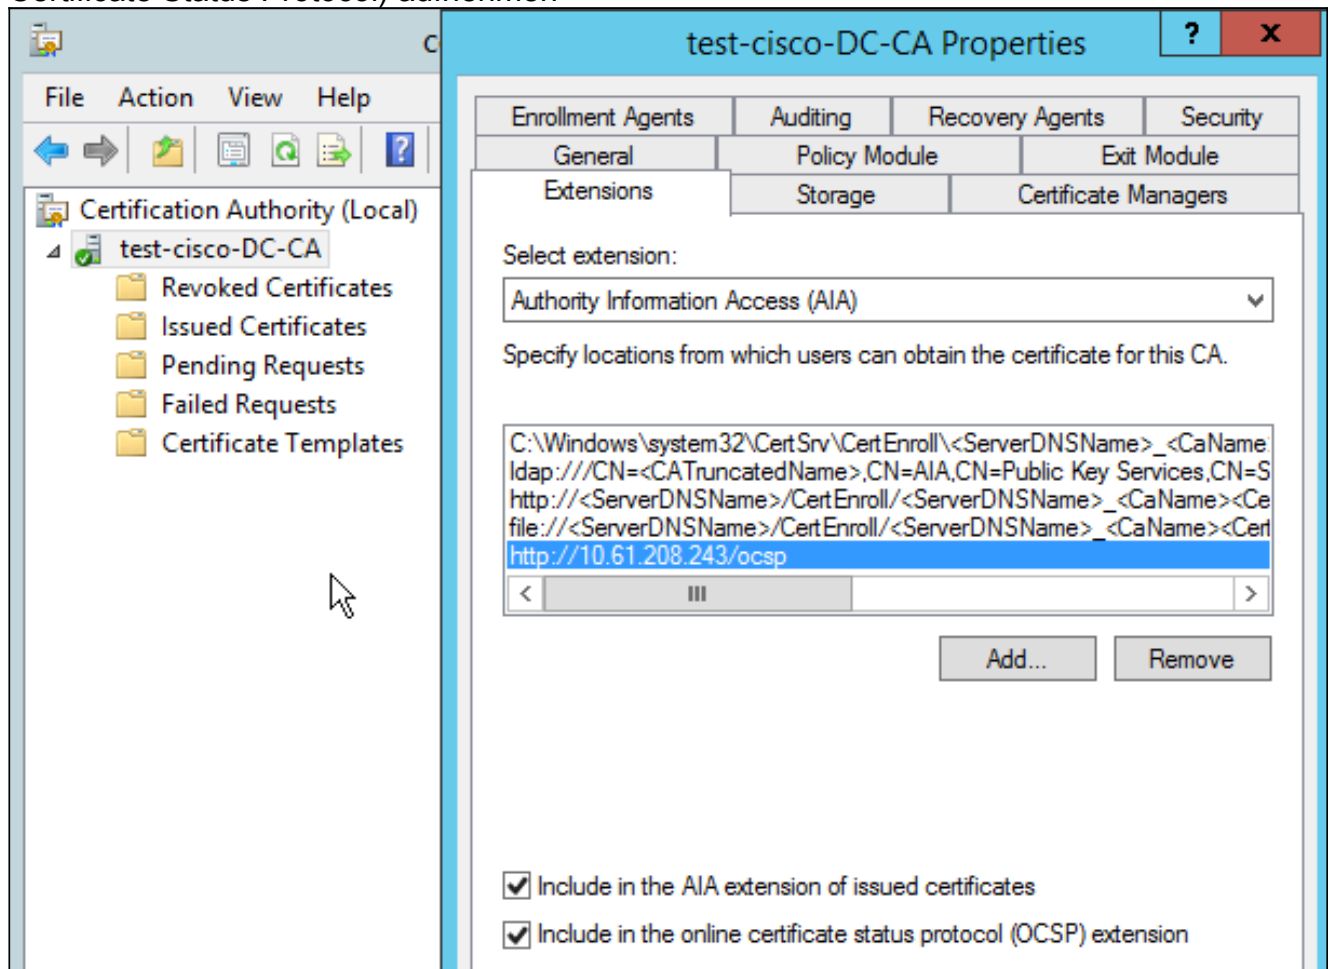 test-cisco-DC-CA Properties
?
x
File Action View Help
Certification Authority (Local)
test-cisco-DC-CA
Revoked Certificates
Issued Certificates
Pending Requests
Failed Requests
Certificate Templates
Enrollment Agents Auditing Recovery Agents Security
General Policy Module Exit Module
Extensions Storage Certificate Managers
Select extension:
Authority Information Access (AIA)
Specify locations from which users can obtain the certificate for this CA.
C:\Windows\system32\CertSrv\CertEnroll\<ServerDNSName>_<CaName
ldap:///CN=<CATruncatedName>,CN=AIA,CN=Public Key Services,CN=S
http://<ServerDNSName>/CertEnroll/<ServerDNSName>_<CaName><Ce
file://<ServerDNSName>/CertEnroll/<ServerDNSName>_<CaName><Cert
http://10.61.208.243/ocsp
Add... Remove
Include in the AIA extension of issued certificates
Include in the online certificate status protocol (OCSP) extension